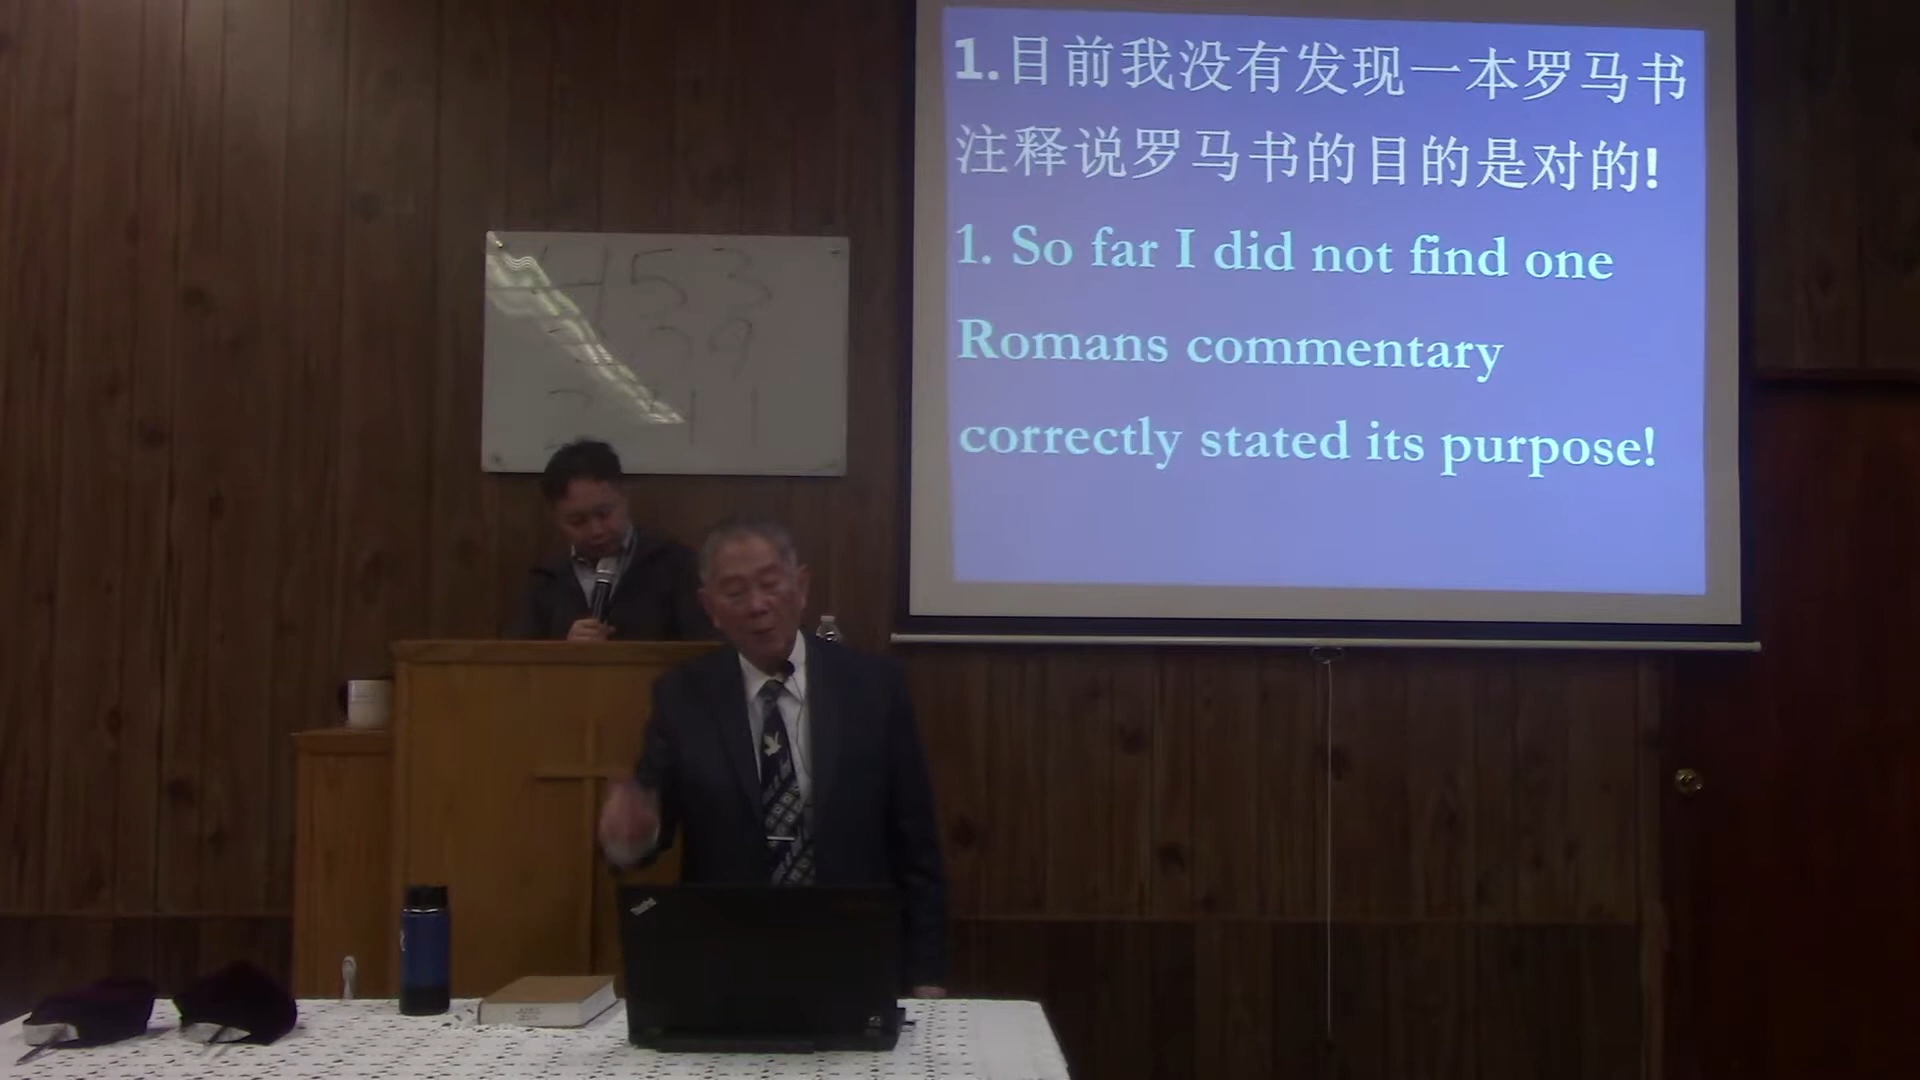 1.目前我没有发现一本罗马书
注释说罗马书的目的是对的!
1. So far I did not find one
Romans commentary
correctly stated its purpose!
453
ThinkPad